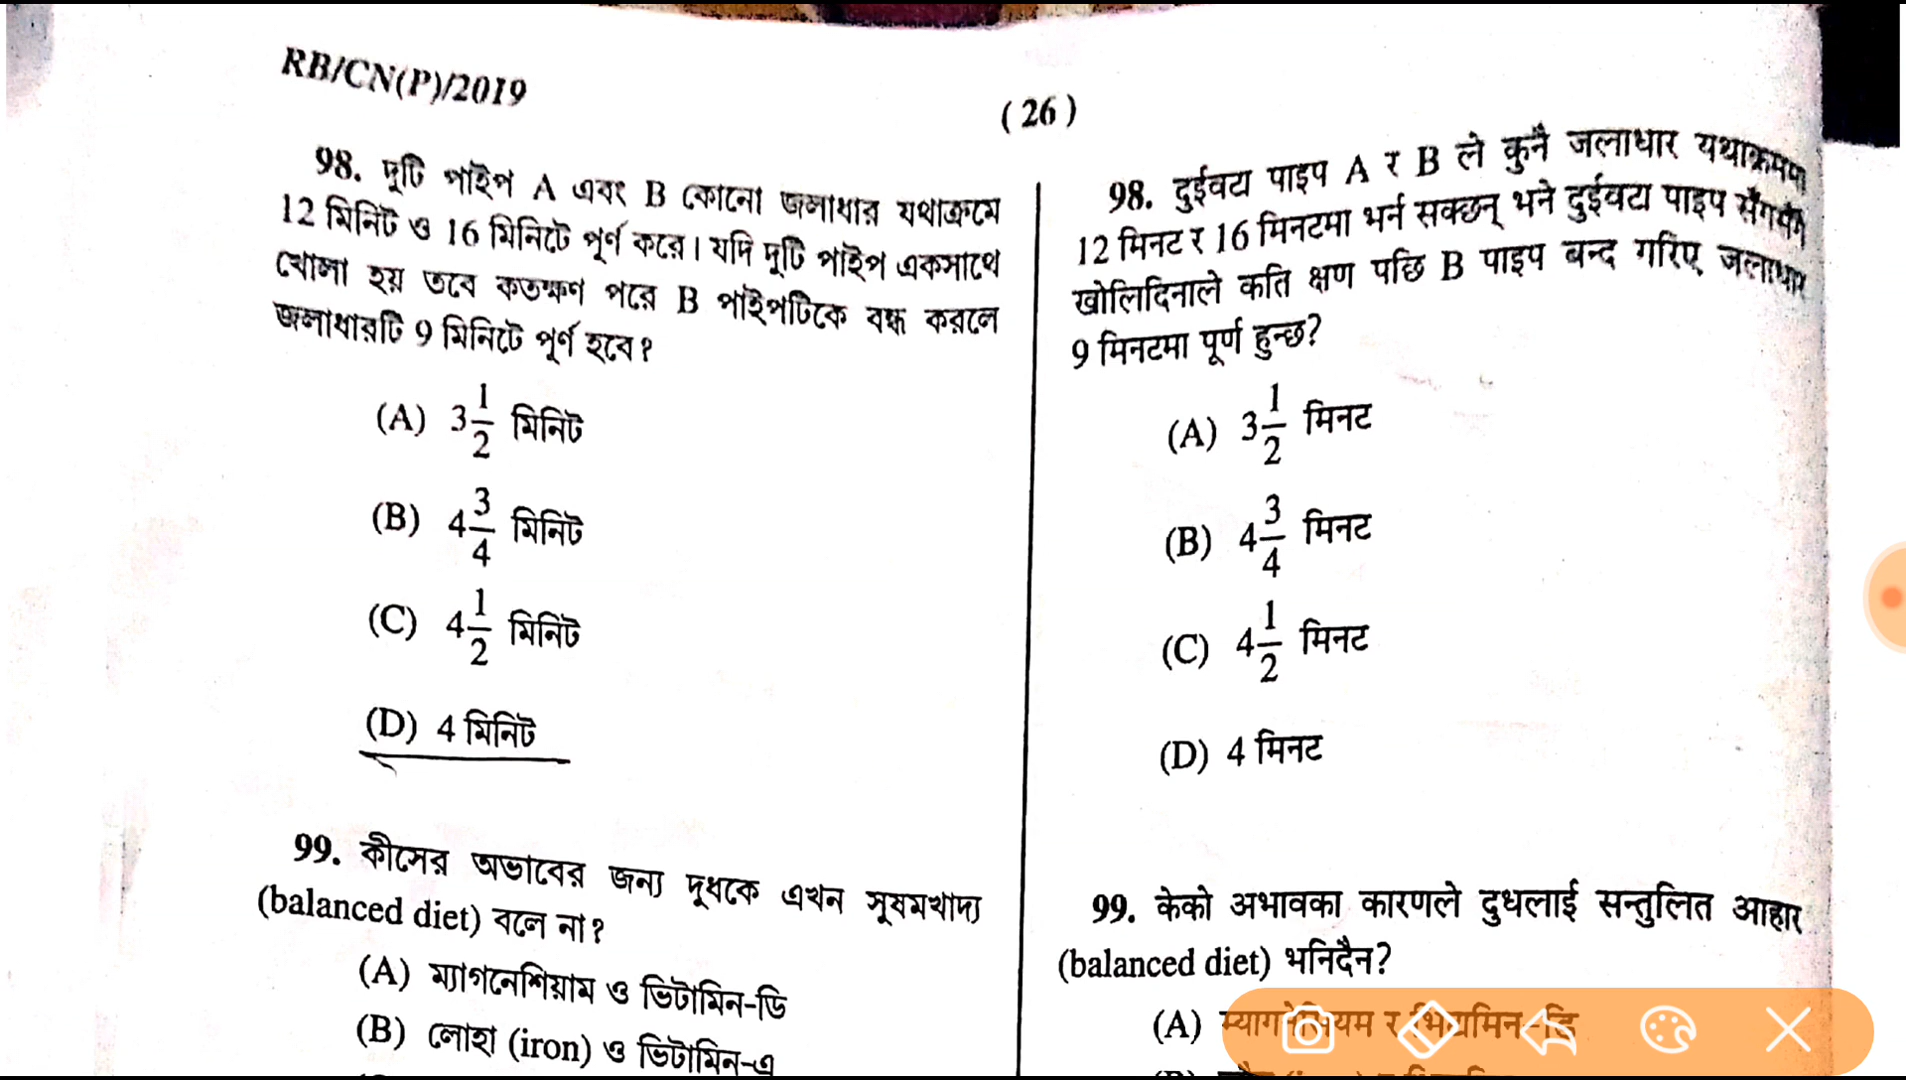 RB/CN(P)/2019
( 26 )
98. দুটি পাইপ A এবং B কোনো জলাধার যথাক্রমে
12 মিনিট ও 16 মিনিটে পূর্ণ করে। যদি দুটি পাইপ একসাথে
খোলা হয় তবে কতক্ষণ পরে B পাইপটিকে বন্ধ করলে
জলাধারটি 9 মিনিটে পূর্ণ হবে?
(A) 3 1/2 মিনিট
(B) 4 3/4 মিনিট
(C) 4 1/2 মিনিট
(D) 4 মিনিট
99. কীসের অভাবের জন্য দুধকে এখন সুষমখাদ্য
(balanced diet) বলে না?
(A) ম্যাগনেশিয়াম ও ভিটামিন-ডি
(B) লোহা (iron) ও ভিটামিন-এ
98. दुईवटा पाइप A र B ले कुनै जलाधार यथाक्रममा
12 मिनट र 16 मिनटमा भर्न सक्छन् भने दुईवटा पाइप सँगसँगै
खोलिदिनाले कति क्षण पछि B पाइप बन्द गरिए जलाधार
9 मिनटमा पूर्ण हुन्छ?
(A) 3 1/2 मिनट
(B) 4 3/4 मिनट
(C) 4 1/2 मिनट
(D) 4 मिनट
99. केको अभावका कारणले दुधलाई सन्तुलित आहार
(balanced diet) भनिदैन?
(A)